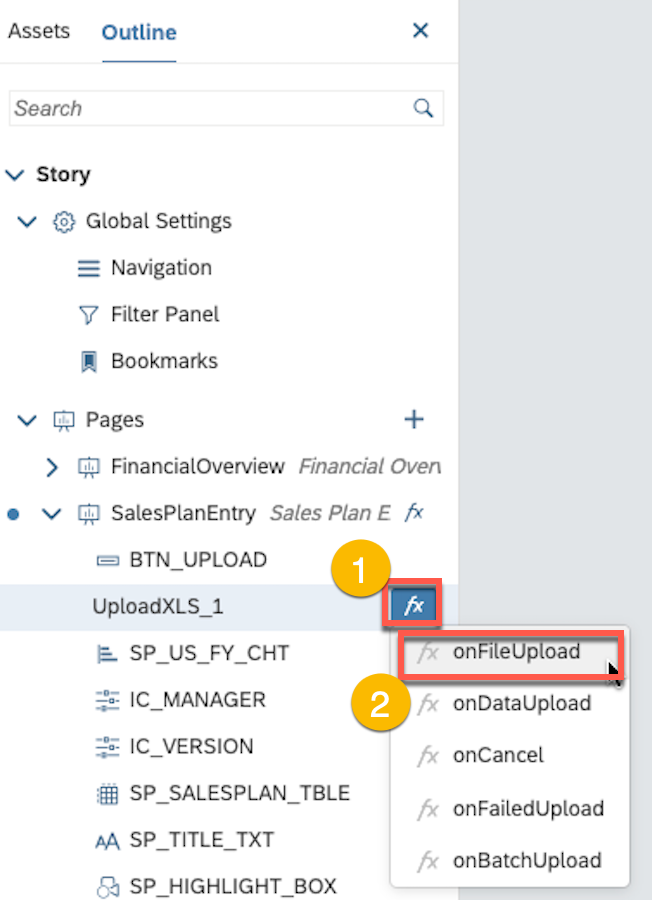 Assets Outline
Search
Story
Global Settings
Navigation
Filter Panel
Bookmarks
Pages
FinancialOverview Financial Over
SalesPlanEntry Sales Plan E fx
BTN_UPLOAD
1
UploadXLS_1 fx
SP_US_FY_CHT
fx onFileUpload
IC_MANAGER
2
fx onDataUpload
IC_VERSION
fx onCancel
SP_SALESPLAN_TBLE
fx onFailedUpload
AA SP_TITLE_TXT
fx onBatchUpload
SP_HIGHLIGHT_BOX